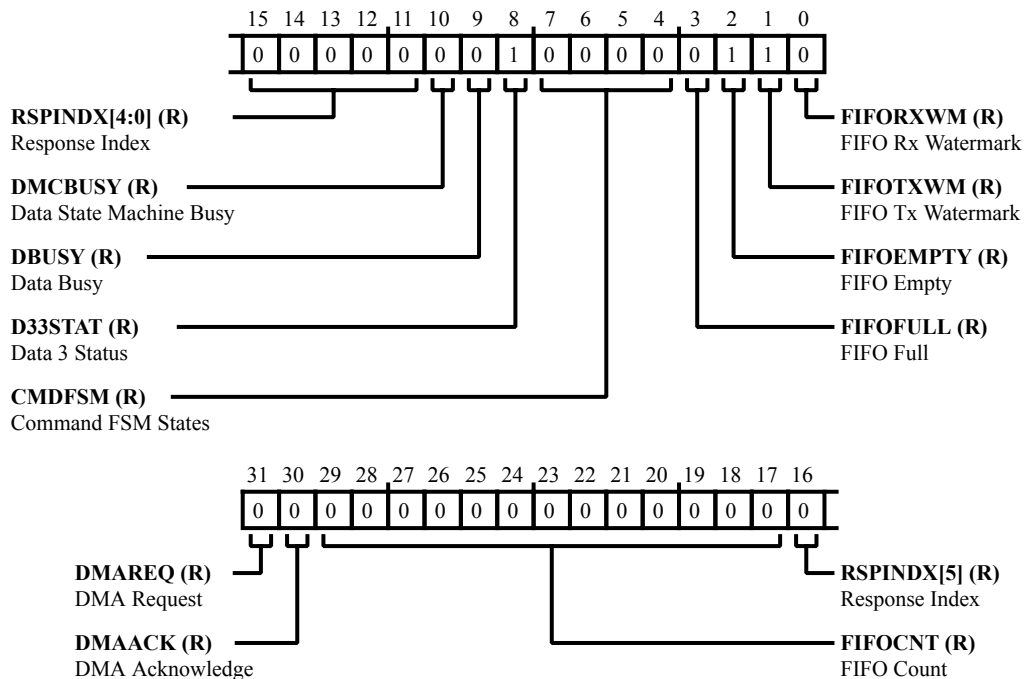 15 14 13 12 11 10 9 8 7 6 5 4 3 2 1 0
0 0 0 0 0 0 0 1 0 0 0 0 0 1 1 0
RSPINDX[4:0] (R)
Response Index
DMCBUSY (R)
Data State Machine Busy
DBUSY (R)
Data Busy
D33STAT (R)
Data 3 Status
CMDFSM (R)
Command FSM States
FIFORXWM (R)
FIFO Rx Watermark
FIFOTXWM (R)
FIFO Tx Watermark
FIFOEMPTY (R)
FIFO Empty
FIFOFULL (R)
FIFO Full
31 30 29 28 27 26 25 24 23 22 21 20 19 18 17 16
0 0 0 0 0 0 0 0 0 0 0 0 0 0 0 0
DMAREQ (R)
DMA Request
DMAACK (R)
DMA Acknowledge
RSPINDX[5] (R)
Response Index
FIFOCNT (R)
FIFO Count